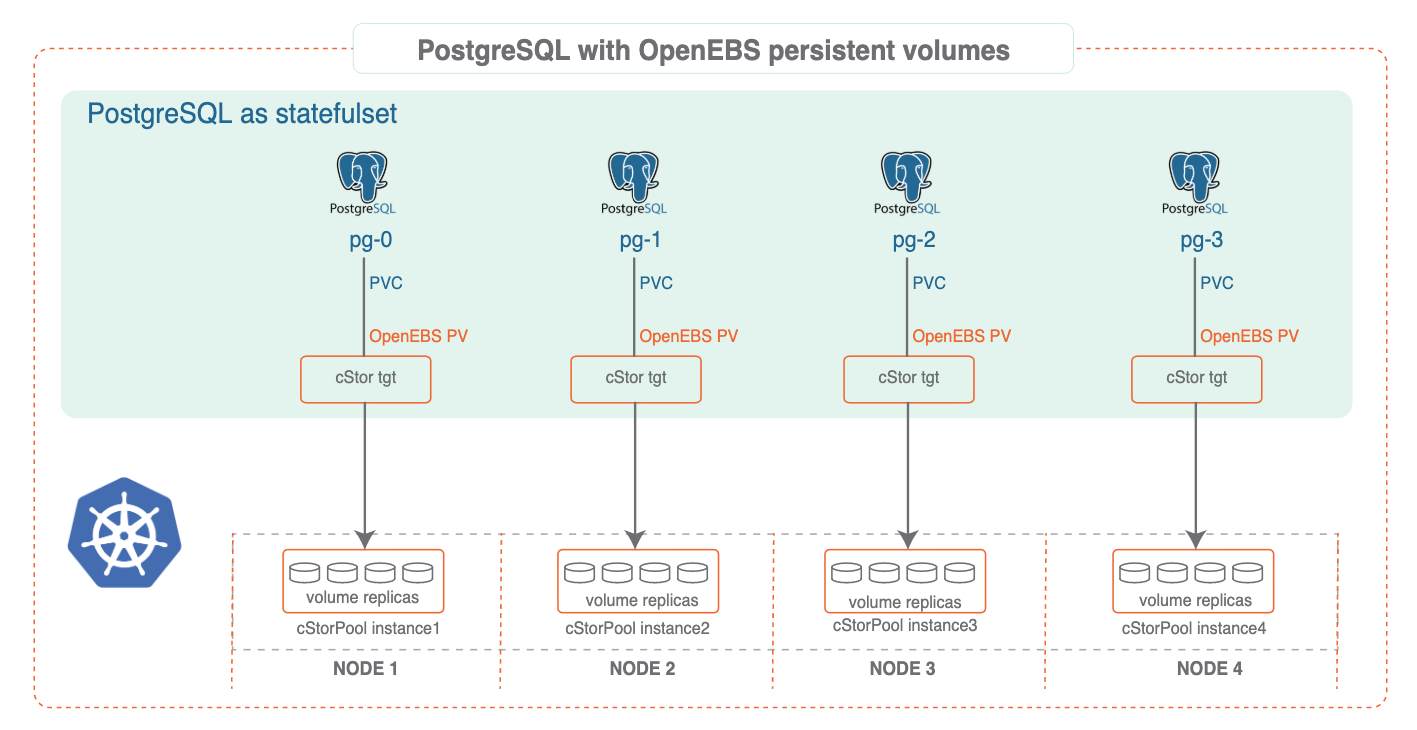 PostgreSQL with OpenEBS persistent volumes
PostgreSQL as statefulset
PostgreSQL PostgreSQL PostgreSQL PostgreSQL
pg-0 pg-1 pg-2 pg-3
PVC PVC PVC PVC
OpenEBS PV OpenEBS PV OpenEBS PV OpenEBS PV
cStor tgt cStor tgt cStor tgt cStor tgt
volume replicas volume replicas volume replicas volume replicas
cStorPool instance1 cStorPool instance2 cStorPool instance3 cStorPool instance4
NODE 1 NODE 2 NODE 3 NODE 4